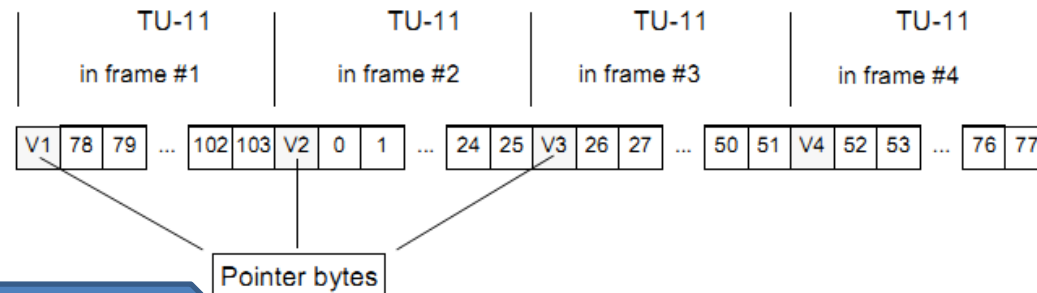 TU-11 TU-11 TU-11 TU-11
in frame #1 in frame #2 in frame #3 in frame #4
V1 78 79 ... 102 103 V2 0 1 ... 24 25 V3 26 27 ... 50 51 V4 52 53 ... 76 77
Pointer bytes